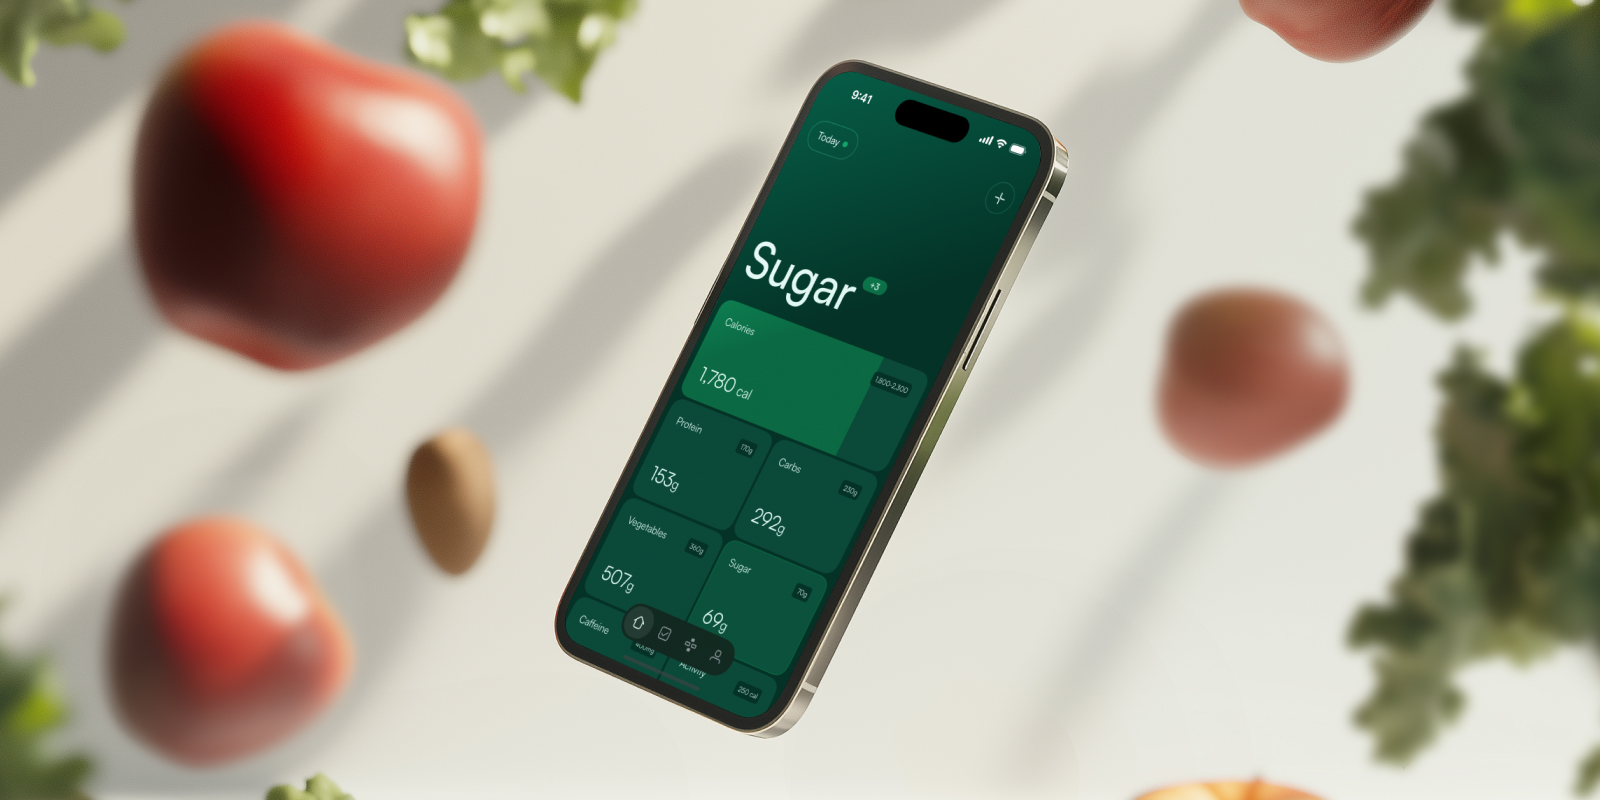 9:41
Today
Sugar +3
Calories
1,800-2,300
1,780 cal
Protein
170g
153g
Carbs
230g
292g
Vegetables
360g
507g
Sugar
70g
69g
Caffeine
400mg
Activity
250 cal